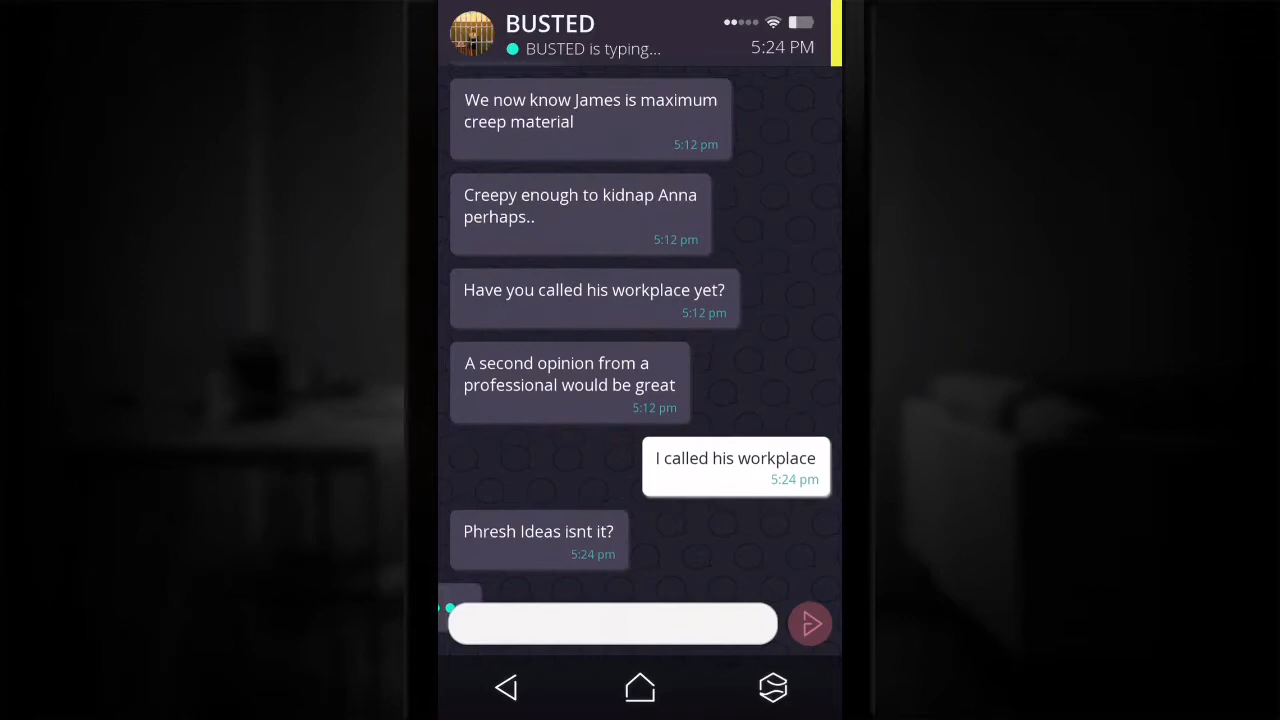 BUSTED
BUSTED is typing...
5:24 PM
We now know James is maximum
creep material
5:12 pm
Creepy enough to kidnap Anna
perhaps..
5:12 pm
Have you called his workplace yet?
5:12 pm
A second opinion from a
professional would be great
5:12 pm
I called his workplace
5:24 pm
Phresh Ideas isnt it?
5:24 pm